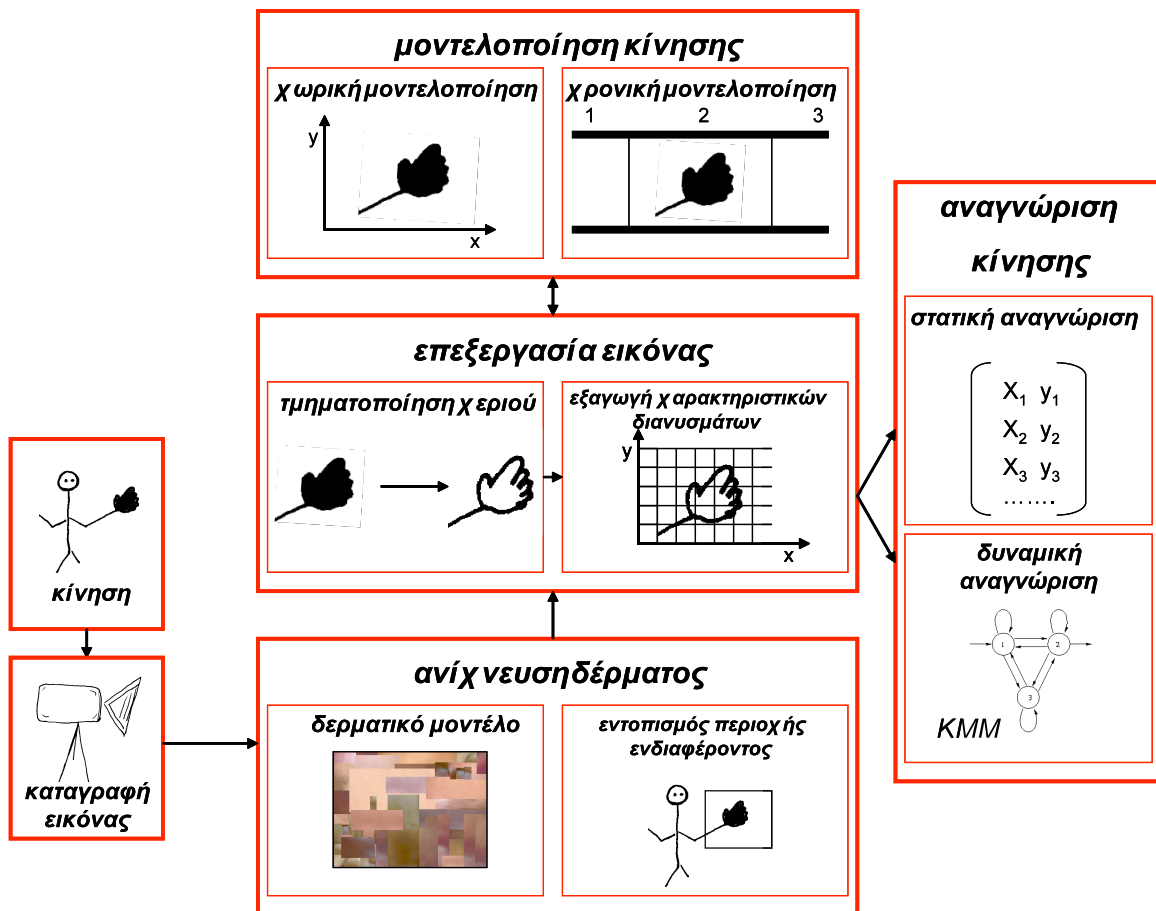 μοντελοποίηση κίνησης
χωρική μοντελοποίηση
y
x
χρονική μοντελοποίηση
1 2 3
επεξεργασία εικόνας
τμηματοποίηση χεριού
εξαγωγή χαρακτηριστικών
διανυσμάτων
y
x
κίνηση
καταγραφή
εικόνας
ανίχνευση δέρματος
δερματικό μοντέλο
εντοπισμός περιοχής
ενδιαφέροντος
αναγνώριση
κίνησης
στατική αναγνώριση
X₁ y₁
X₂ y₂
X₃ y₃
.......
δυναμική
αναγνώριση
1 2
3
ΚΜΜ